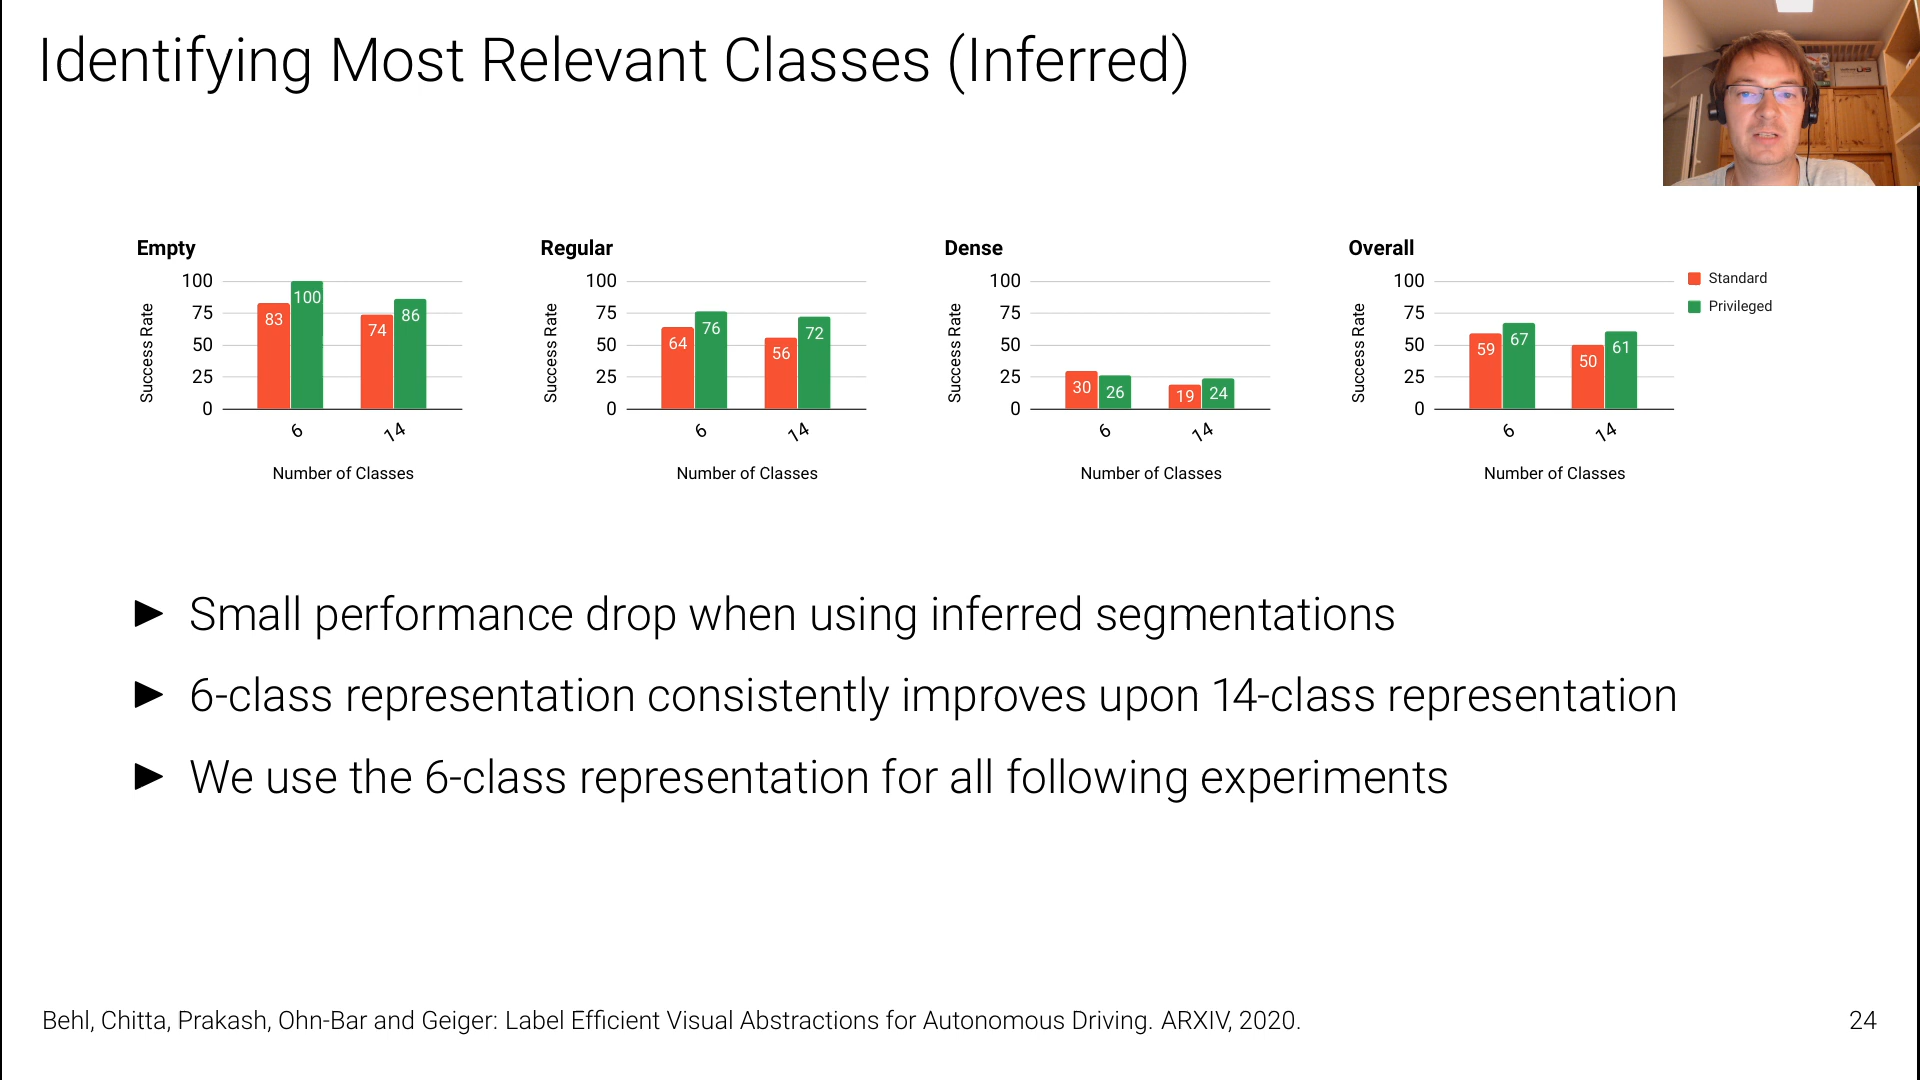 Identifying Most Relevant Classes (Inferred)
Empty
Success Rate
100
75
50
25
0
83
100
74
86
6
14
Number of Classes
Regular
Success Rate
100
75
50
25
0
64
76
56
72
6
14
Number of Classes
Dense
Success Rate
100
75
50
25
0
30
26
19
24
6
14
Number of Classes
Overall
Success Rate
100
75
50
25
0
59
67
50
61
6
14
Number of Classes
Standard
Privileged
► Small performance drop when using inferred segmentations
► 6-class representation consistently improves upon 14-class representation
► We use the 6-class representation for all following experiments
Behl, Chitta, Prakash, Ohn-Bar and Geiger: Label Efficient Visual Abstractions for Autonomous Driving. ARXIV, 2020.
24